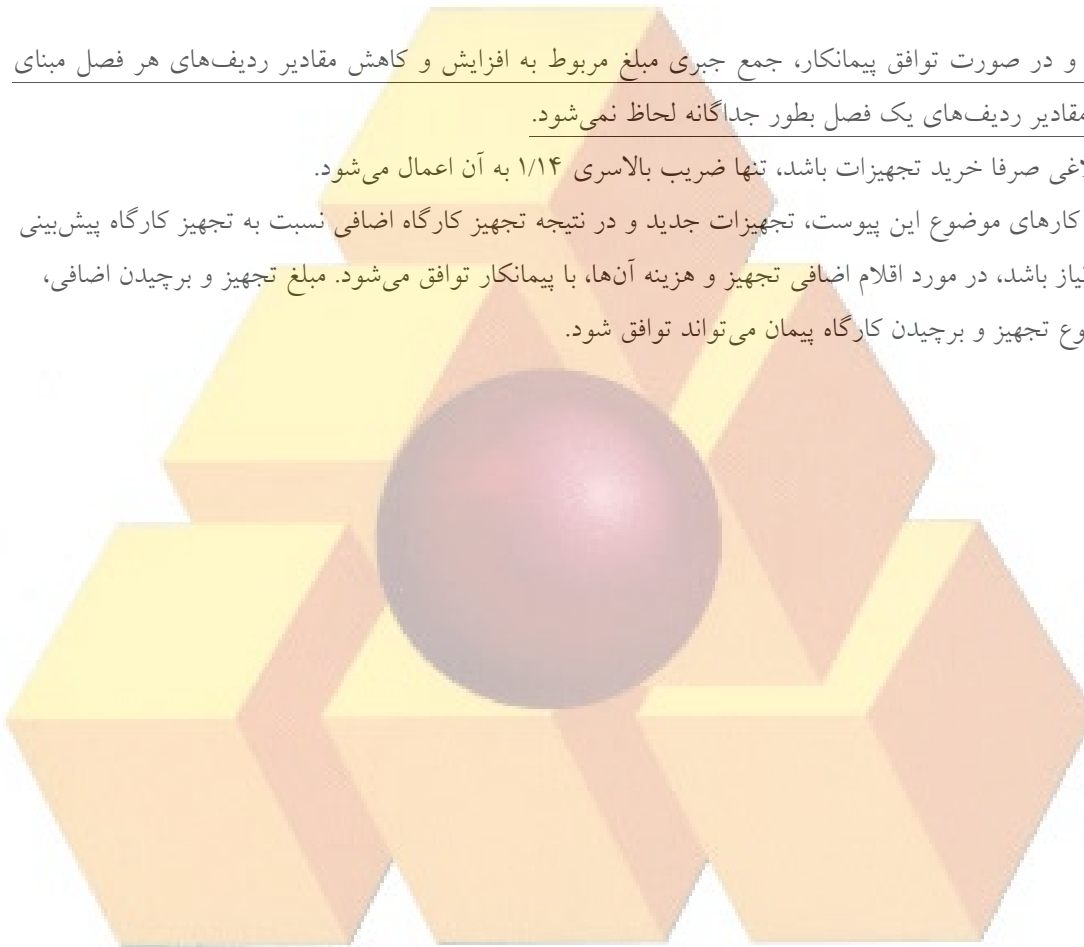 و در صورت توافق پیمانکار، جمع جبری مبلغ مربوط به افزایش و کاهش مقادیر ردیف‌های هر فصل مبنای
مقادیر ردیف‌های یک فصل بطور جداگانه لحاظ نمی‌شود.
صرفا خرید تجهیزات باشد، تنها ضریب بالاسری ۱/۱۴ به آن اعمال می‌شود.
کارهای موضوع این پیوست، تجهیزات جدید و در نتیجه تجهیز کارگاه اضافی نسبت به تجهیز کارگاه پیش‌بینی
نیاز باشد، در مورد اقلام اضافی تجهیز و هزینه آن‌ها، با پیمانکار توافق می‌شود. مبلغ تجهیز و برچیدن اضافی،
تجهیز و برچیدن کارگاه پیمان می‌تواند توافق شود.